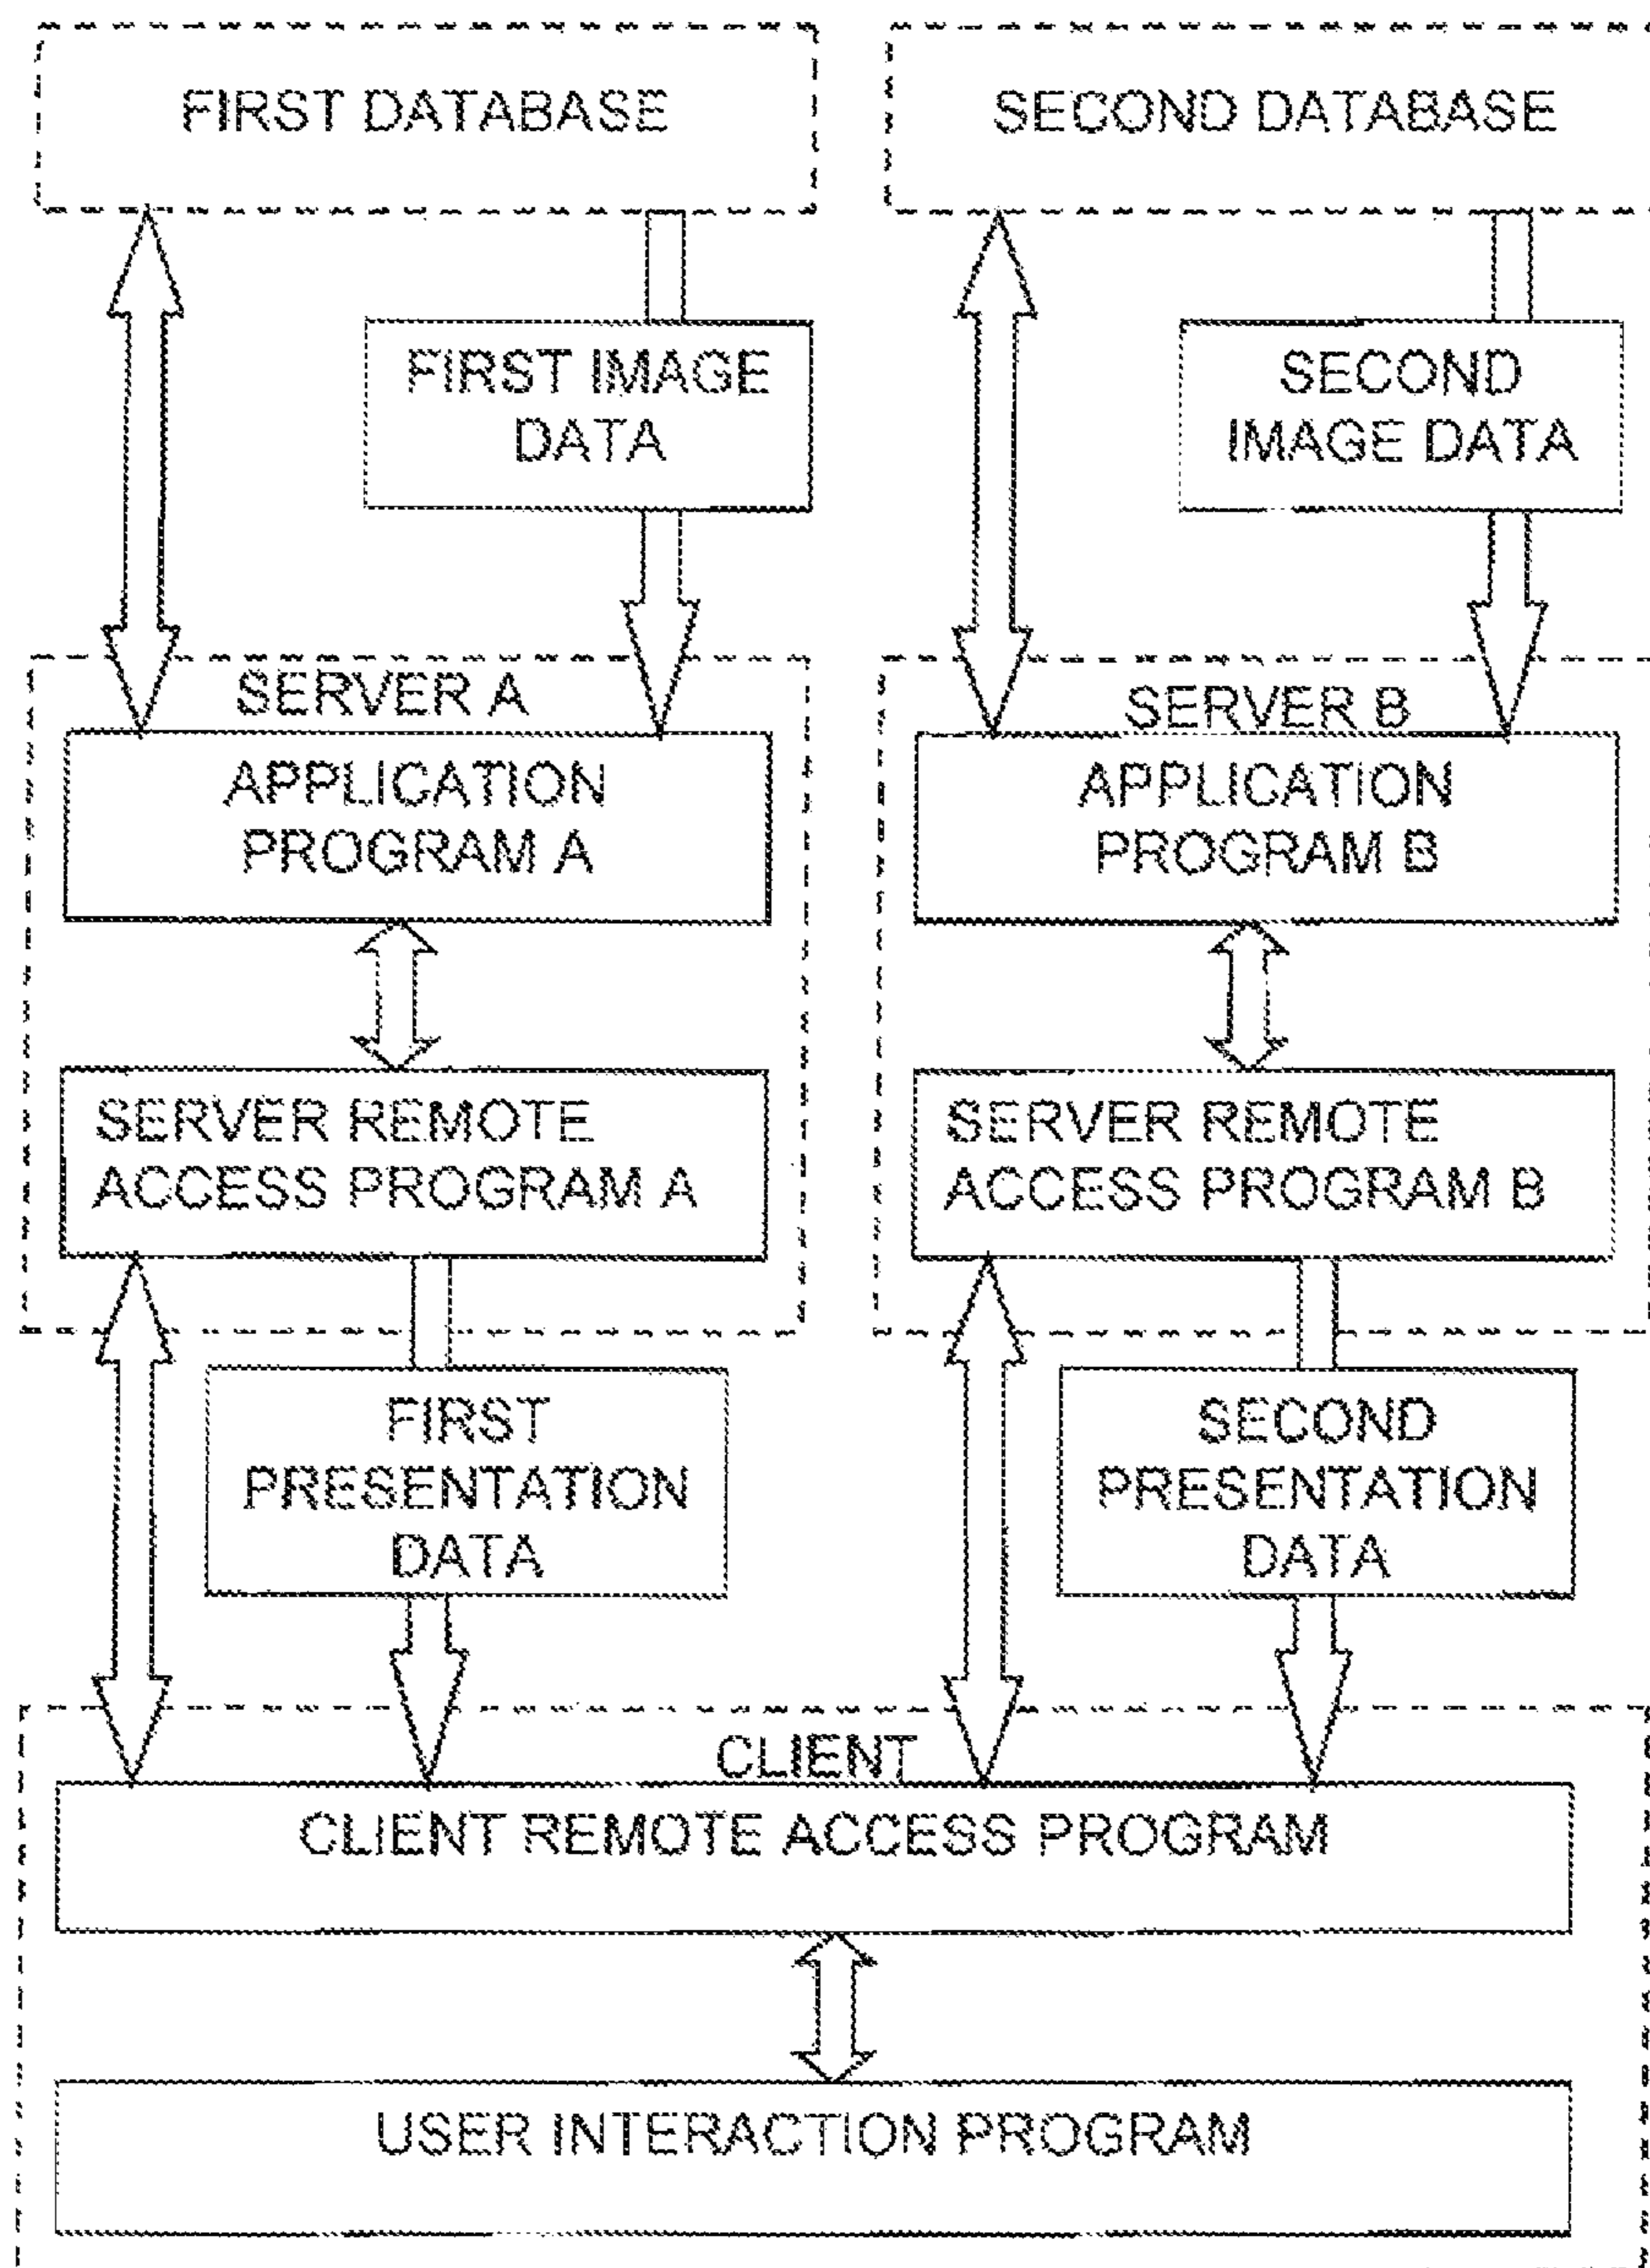 FIRST DATABASE
SECOND DATABASE
FIRST IMAGE
DATA
SECOND
IMAGE DATA
SERVER A
SERVER B
APPLICATION
PROGRAM A
APPLICATION
PROGRAM B
SERVER REMOTE
ACCESS PROGRAM A
SERVER REMOTE
ACCESS PROGRAM B
FIRST
PRESENTATION
DATA
SECOND
PRESENTATION
DATA
CLIENT
CLIENT REMOTE ACCESS PROGRAM
USER INTERACTION PROGRAM